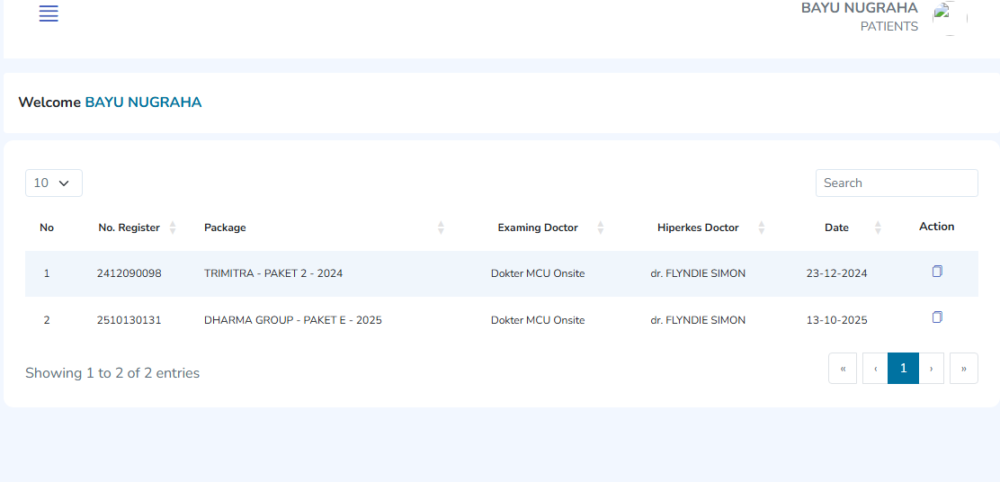 BAYU NUGRAHA
PATIENTS
Welcome BAYU NUGRAHA
10
Search
No No. Register Package Examing Doctor Hiperkes Doctor Date Action
1 2412090098 TRIMITRA - PAKET 2 - 2024 Dokter MCU Onsite dr. FLYNDIE SIMON 23-12-2024
2 2510130131 DHARMA GROUP - PAKET E - 2025 Dokter MCU Onsite dr. FLYNDIE SIMON 13-10-2025
Showing 1 to 2 of 2 entries
« ‹ 1 › »